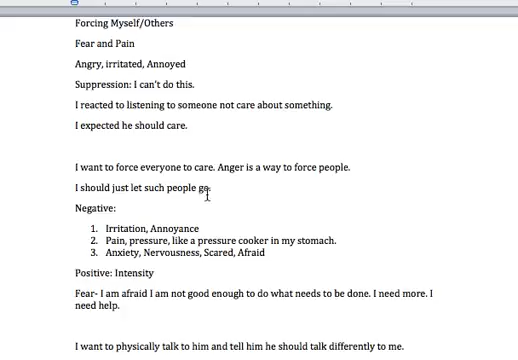 Forcing Myself/Others
Fear and Pain
Angry, irritated, Annoyed
Suppression: I can't do this.
I reacted to listening to someone not care about something.
I expected he should care.
I want to force everyone to care. Anger is a way to force people.
I should just let such people go.
Negative:
1. Irritation, Annoyance
2. Pain, pressure, like a pressure cooker in my stomach.
3. Anxiety, Nervousness, Scared, Afraid
Positive: Intensity
Fear- I am afraid I am not good enough to do what needs to be done. I need more. I
need help.
I want to physically talk to him and tell him he should talk differently to me.